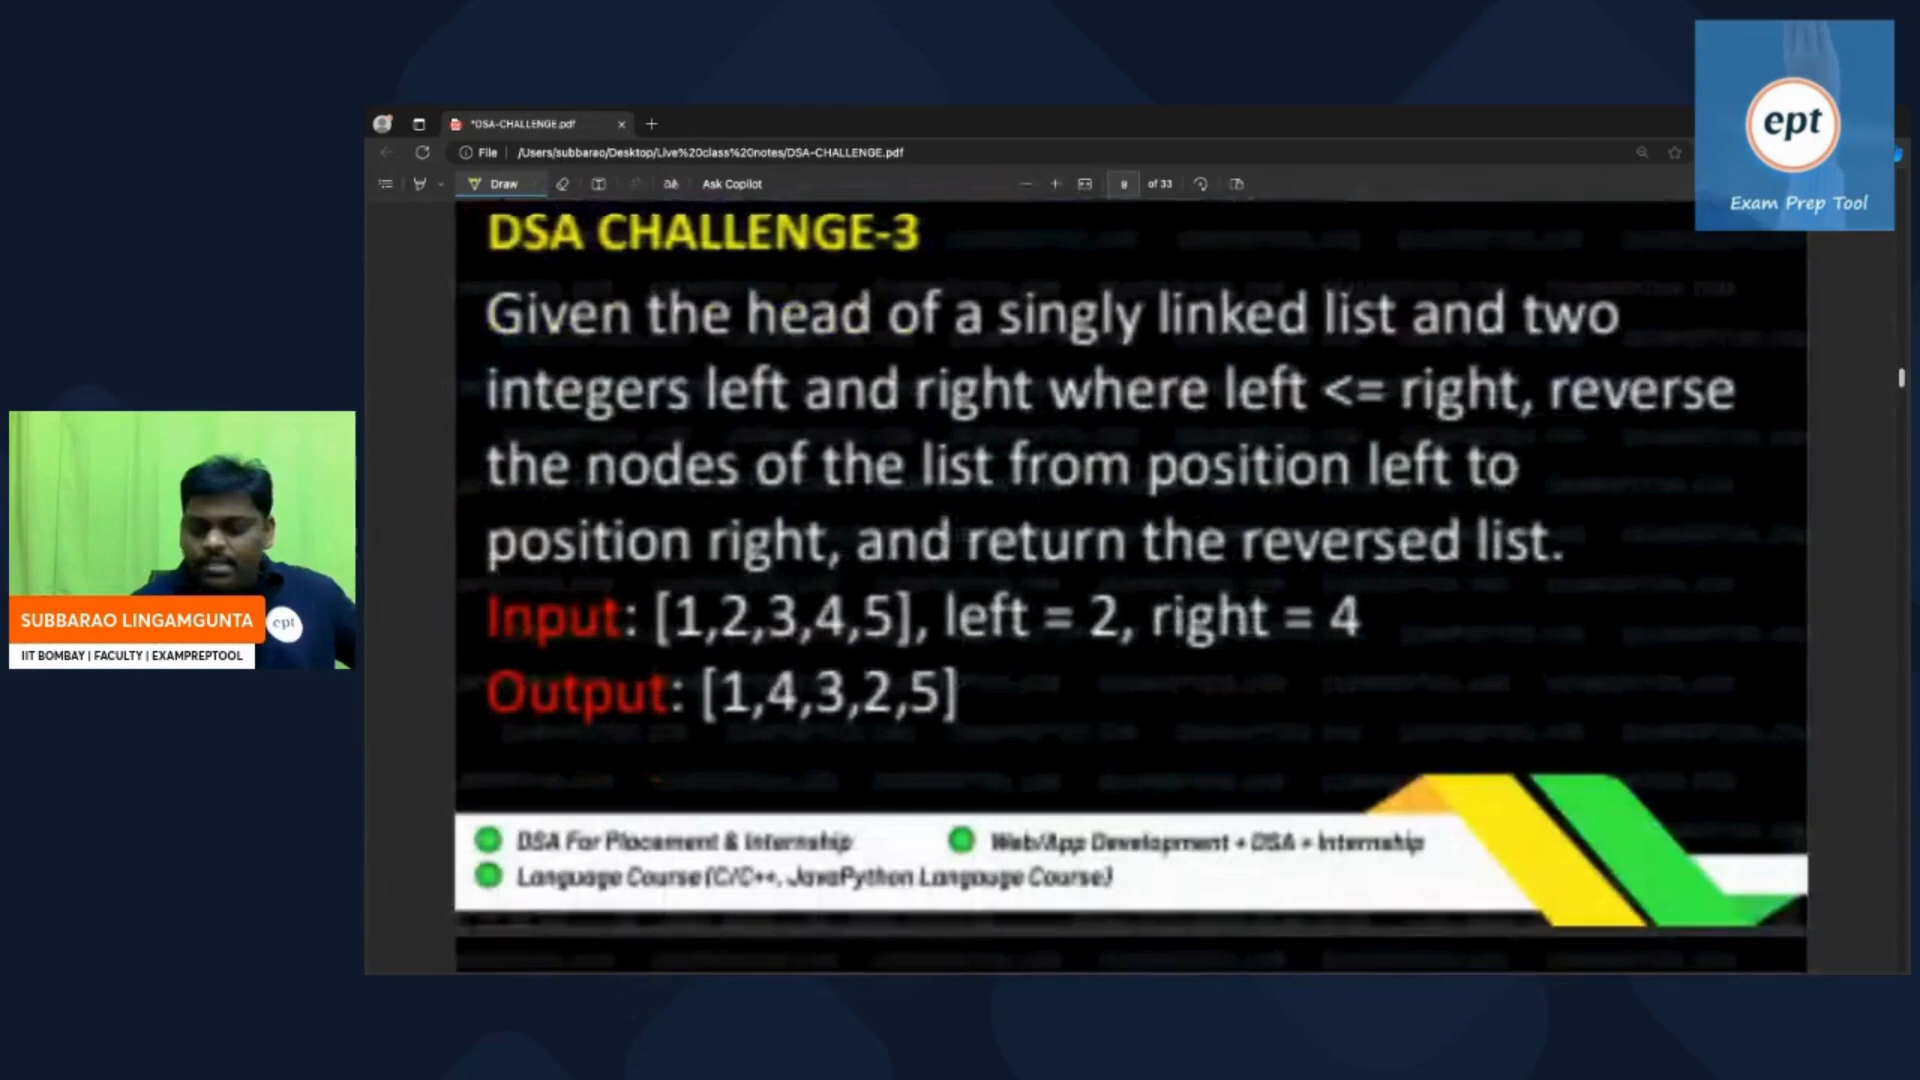 ept
Exam Prep Tool
*DSA-CHALLENGE.pdf
File
/Users/subbarao/Desktop/Live%20class%20notes/DSA-CHALLENGE.pdf
Draw
Ask Copilot
9 of 33
DSA CHALLENGE-3
Given the head of a singly linked list and two
integers left and right where left <= right, reverse
the nodes of the list from position left to
position right, and return the reversed list.
Input: [1,2,3,4,5], left = 2, right = 4
Output: [1,4,3,2,5]
DSA For Placement & Internship
Web/App Development + DSA + Internship
Language Course (C/C++, JavaPython Langauge Course)
SUBBARAO LINGAMGUNTA
ept
IIT BOMBAY | FACULTY | EXAMPREPTOOL